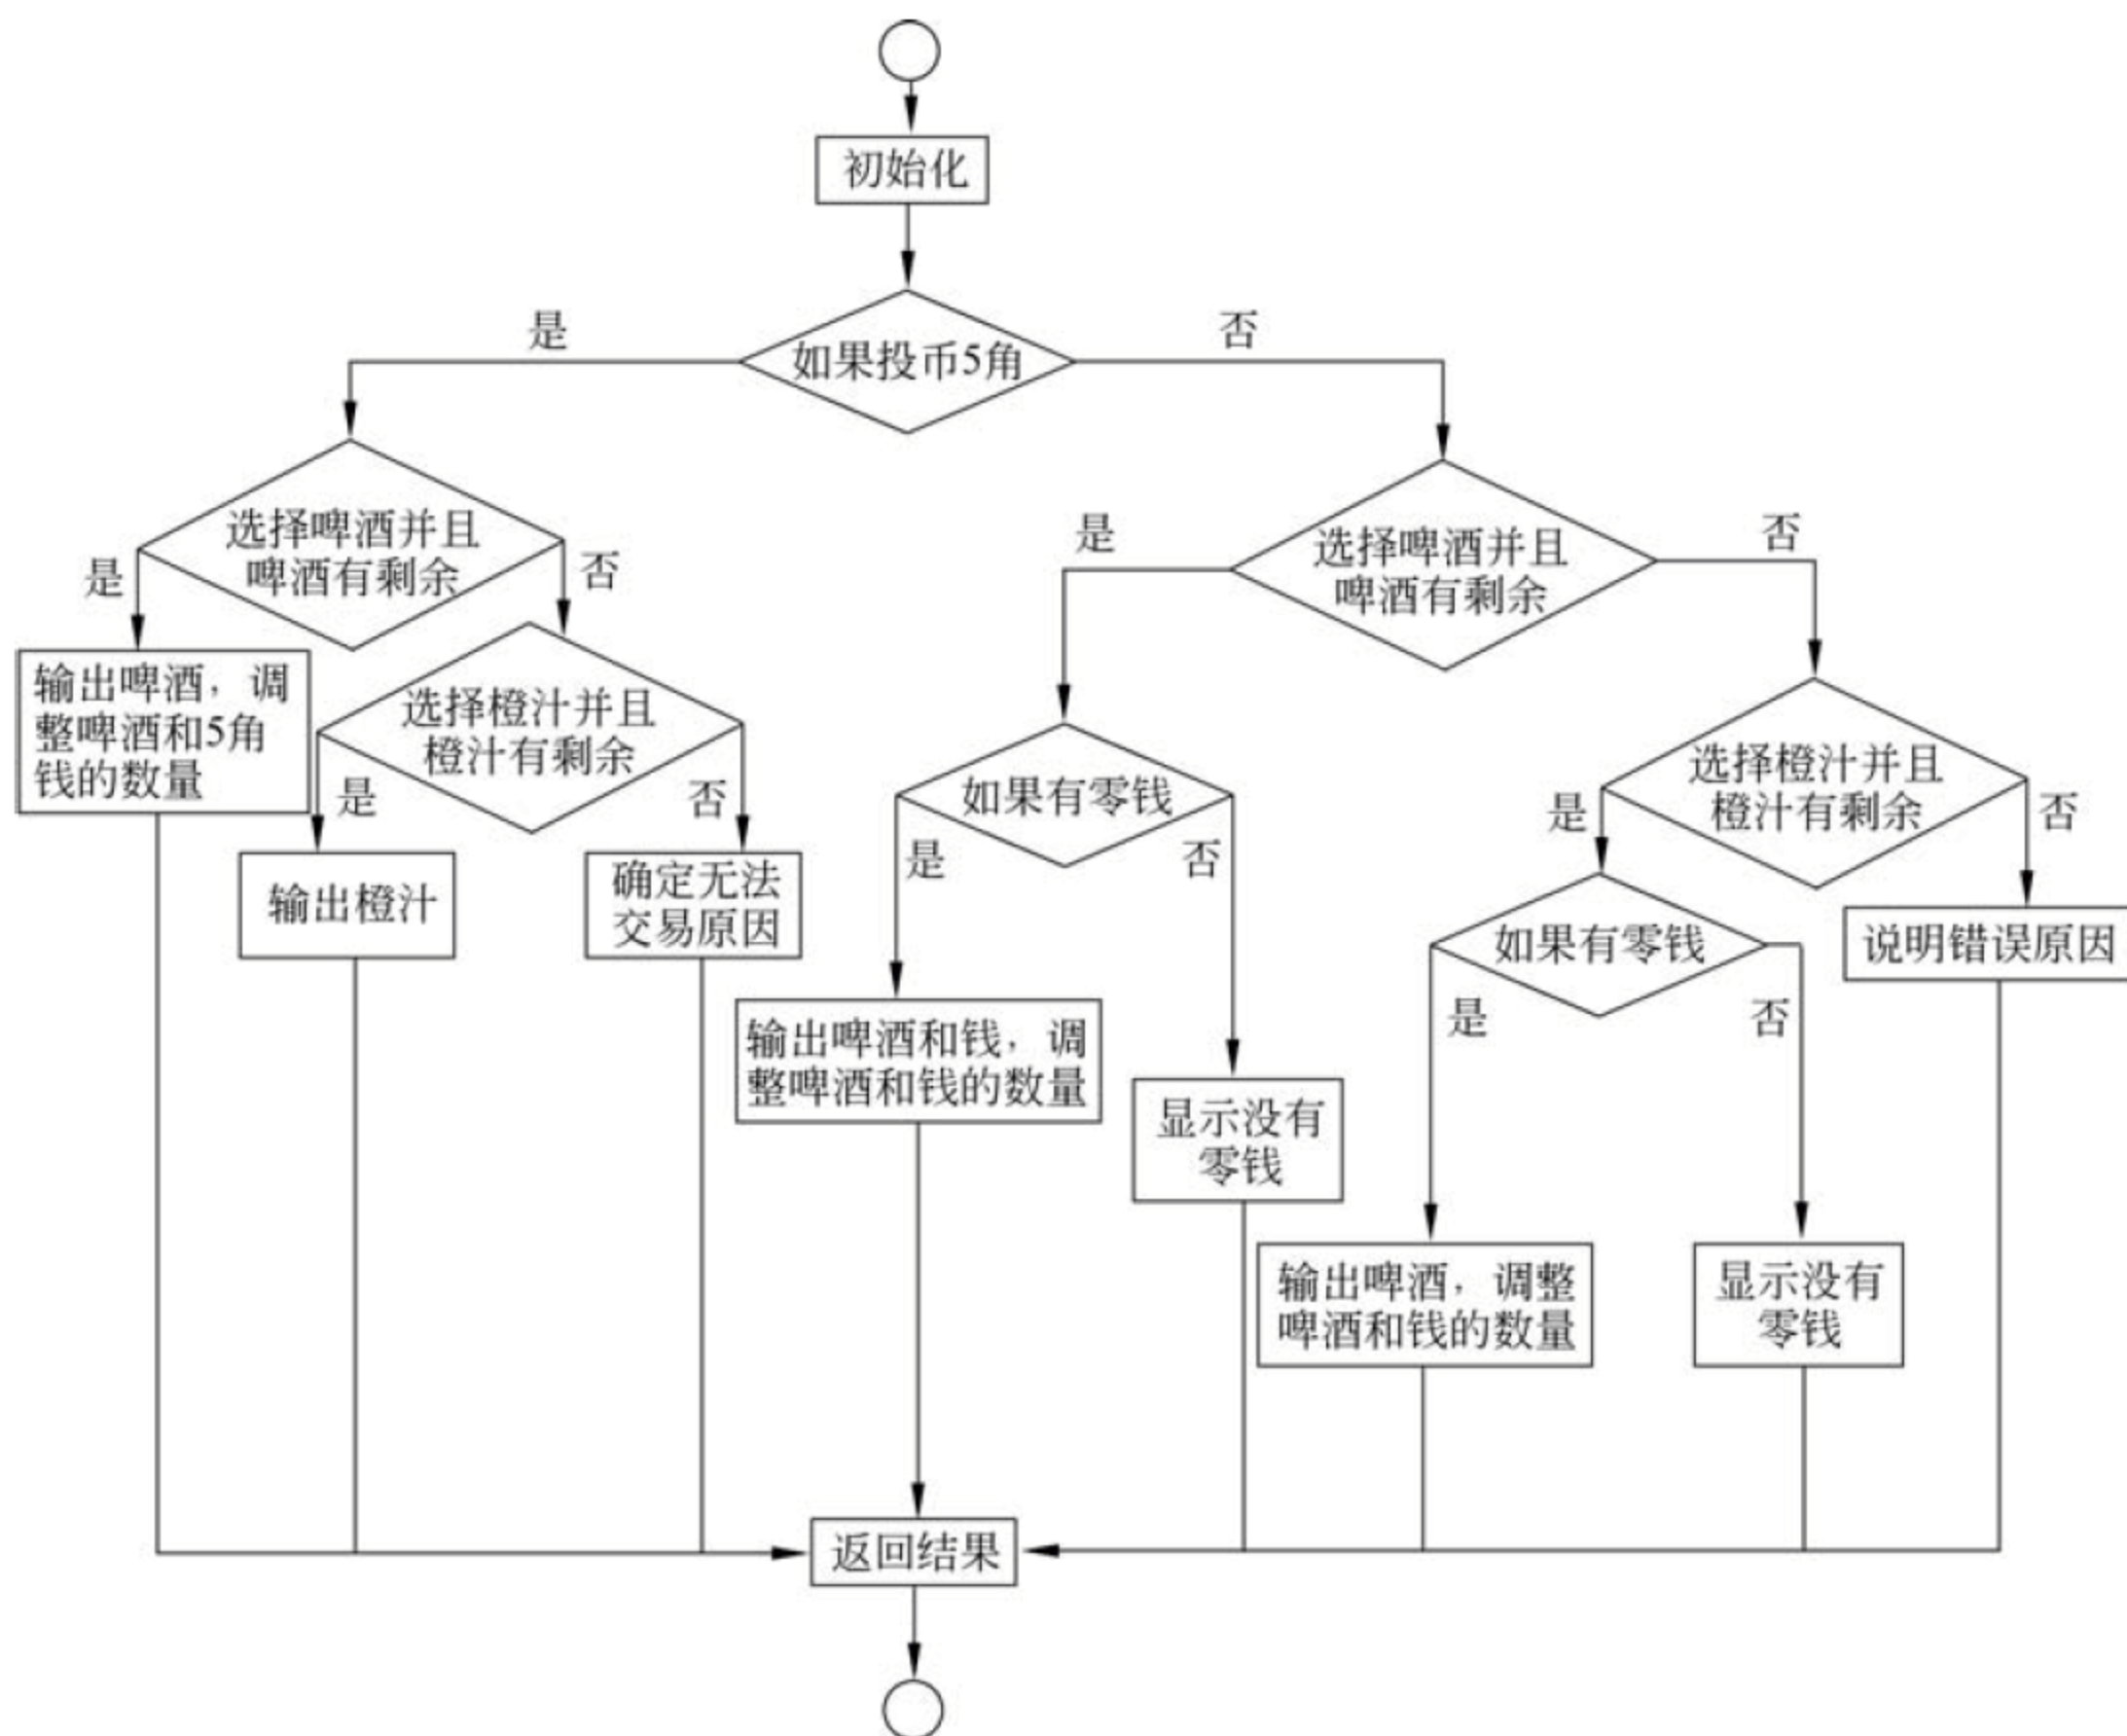 初始化
是
如果投币5角
否
选择啤酒并且
啤酒有剩余
是
否
输出啤酒，调
整啤酒和5角
钱的数量
选择橙汁并且
橙汁有剩余
是
否
输出橙汁
确定无法
交易原因
是
选择啤酒并且
啤酒有剩余
否
如果有零钱
是
否
输出啤酒和钱，调
整啤酒和钱的数量
显示没有
零钱
选择橙汁并且
橙汁有剩余
是
否
如果有零钱
是
否
说明错误原因
输出啤酒，调整
啤酒和钱的数量
显示没有
零钱
返回结果